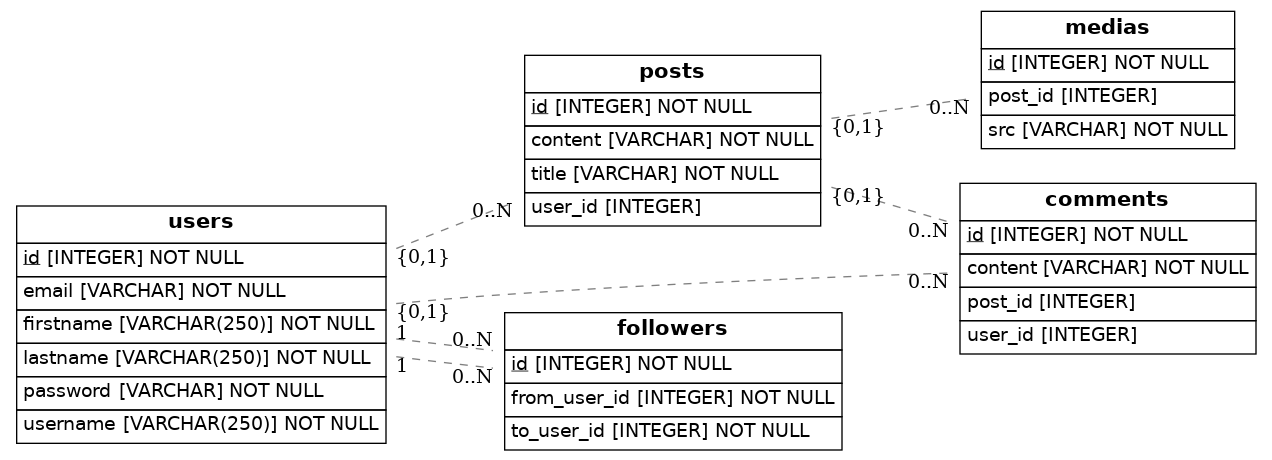 medias
id [INTEGER] NOT NULL
post_id [INTEGER]
src [VARCHAR] NOT NULL
posts
id [INTEGER] NOT NULL
content [VARCHAR] NOT NULL
title [VARCHAR] NOT NULL
user_id [INTEGER]
0..N
{0,1}
comments
id [INTEGER] NOT NULL
content [VARCHAR] NOT NULL
post_id [INTEGER]
user_id [INTEGER]
{0,1}
0..N
users
id [INTEGER] NOT NULL
email [VARCHAR] NOT NULL
firstname [VARCHAR(250)] NOT NULL
lastname [VARCHAR(250)] NOT NULL
password [VARCHAR] NOT NULL
username [VARCHAR(250)] NOT NULL
0..N
{0,1}
0..N
{0,1}
1
0..N
1
0..N
followers
id [INTEGER] NOT NULL
from_user_id [INTEGER] NOT NULL
to_user_id [INTEGER] NOT NULL